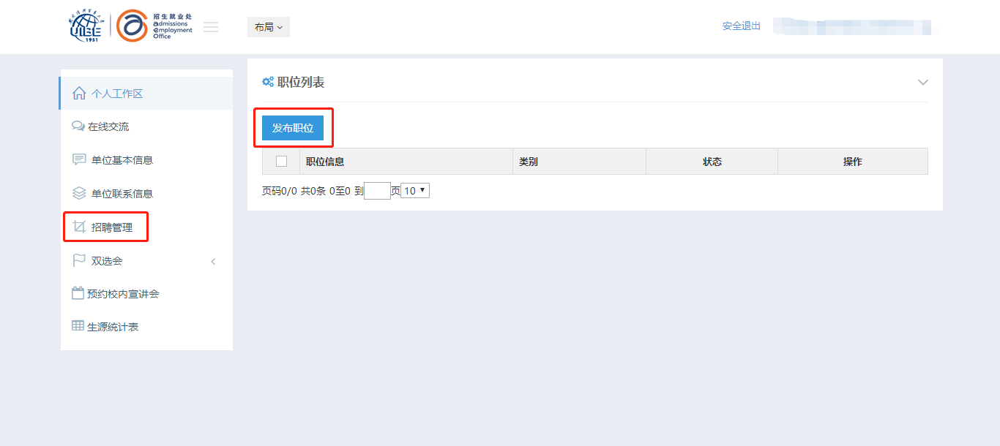 UIBE
1951
招生就业处
admissions
employment
Office
布局
安全退出
个人工作区
在线交流
单位基本信息
单位联系信息
招聘管理
双选会
预约校内宣讲会
生源统计表
职位列表
发布职位
职位信息 类别 状态 操作
页码0/0 共0条 0至0 到 页 10